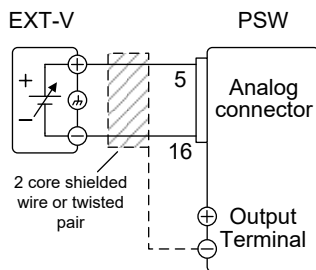 EXT-V
PSW
5
Analog
connector
16
2 core shielded
wire or twisted
pair
Output
Terminal